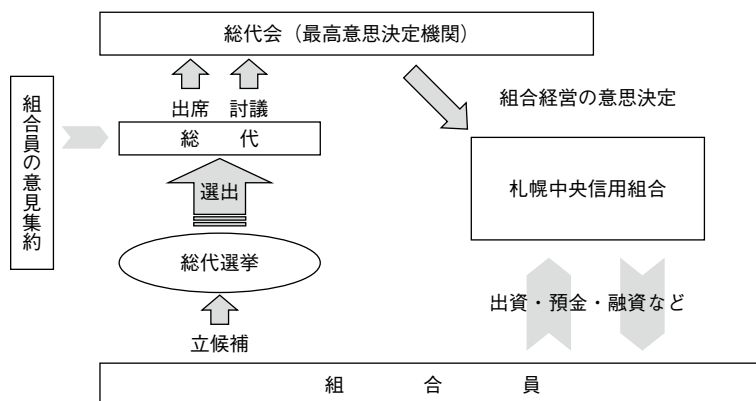 総代会（最高意思決定機関）
出席 討議
組合経営の意思決定
組合員の意見集約
総　代
選出
札幌中央信用組合
総代選挙
出資・預金・融資など
立候補
組　合　員